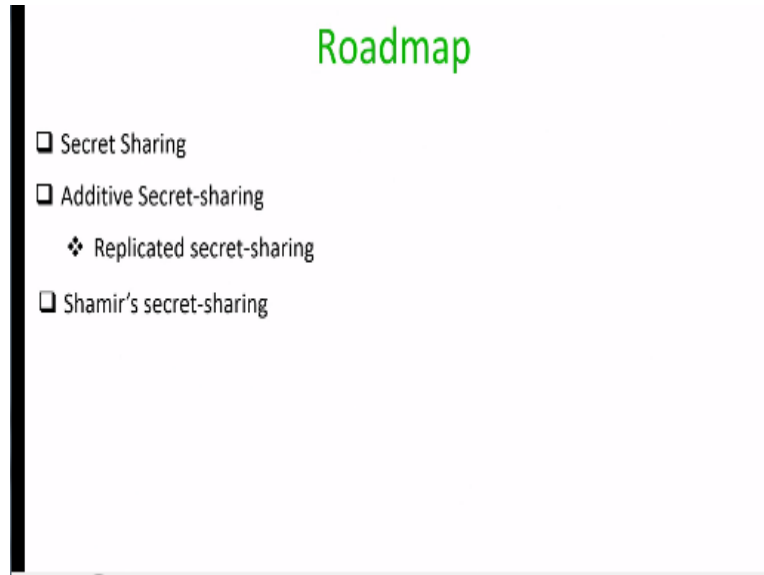 Roadmap
Secret Sharing
Additive Secret-sharing
Replicated secret-sharing
Shamir's secret-sharing